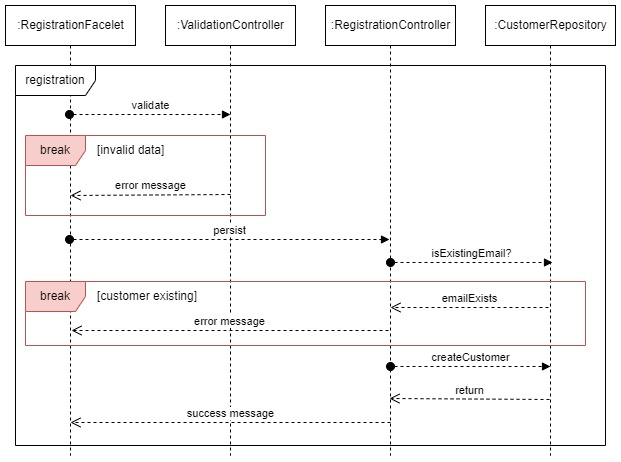 :RegistrationFacelet
:ValidationController
:RegistrationController
:CustomerRepository
registration
validate
break
[invalid data]
error message
persist
isExistingEmail?
break
[customer existing]
emailExists
error message
createCustomer
return
success message